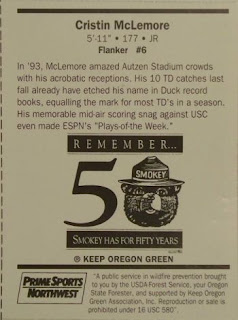 Cristin McLemore
5'-11" • 177 • JR
Flanker #6
In '93, McLemore amazed Autzen Stadium crowds
with his acrobatic receptions. His 10 TD catches last
fall already have etched his name in Duck record
books, equalling the mark for most TD's in a season.
His memorable mid-air scoring snag against USC
even made ESPN's "Plays-of-the Week."
REMEMBER...
SMOKEY
50
SMOKEY HAS FOR FIFTY YEARS
KEEP OREGON GREEN
PRIME SPORTS
NORTHWEST
"A public service in wildfire prevention brought
to you by the USDA-Forest Service, your Oregon
State Forester, and supported by Keep Oregon
Green Association, Inc. Reproduction or sale is
prohibited under 16 USC 580".